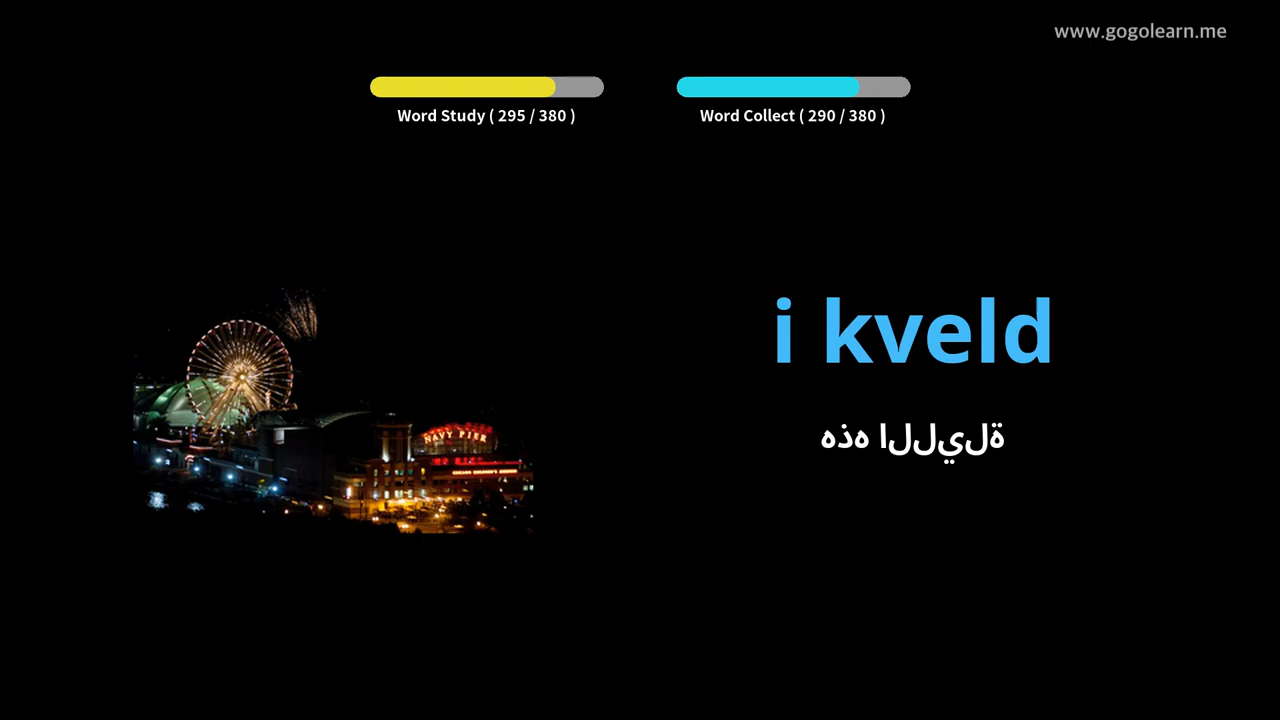 www.gogolearn.me
Word Study ( 295 / 380 )
Word Collect ( 290 / 380 )
i kveld
هذه الليلة
NAVY PIER